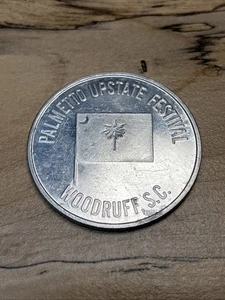 PALMETTO UPSTATE FESTIVAL
WOODRUFF S.C.